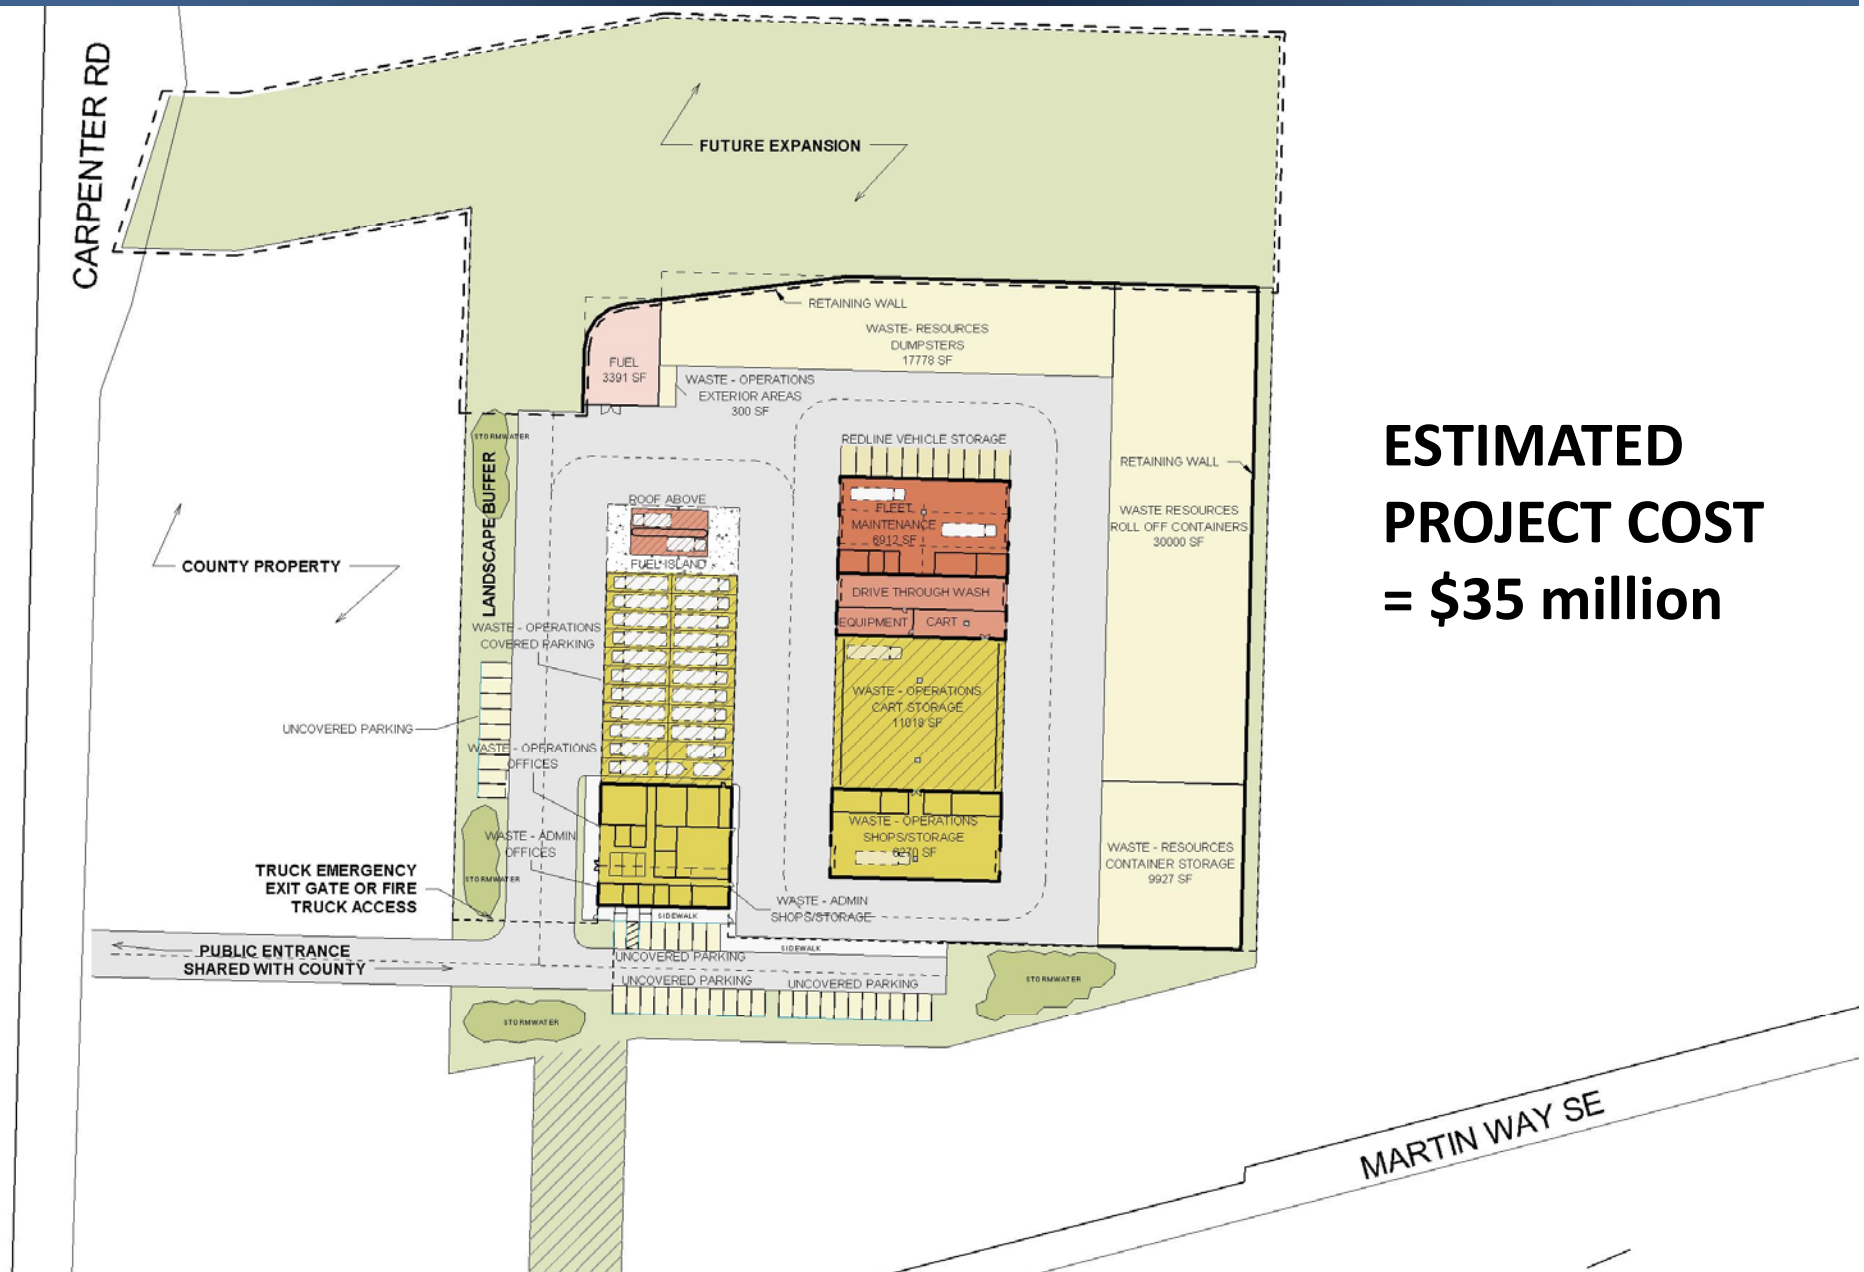 CARPENTER RD
FUTURE EXPANSION
RETAINING WALL
WASTE- RESOURCES
DUMPSTERS
17778 SF
FUEL
3391 SF
WASTE - OPERATIONS
EXTERIOR AREAS
300 SF
STORMWATER
LANDSCAPE BUFFER
REDLINE VEHICLE STORAGE
RETAINING WALL
WASTE RESOURCES
ROLL OFF CONTAINERS
30000 SF
ESTIMATED
PROJECT COST
= $35 million
ROOF ABOVE
FUEL ISLAND
FLEET
MAINTENANCE
6912 SF
DRIVE THROUGH WASH
EQUIPMENT
CART
COUNTY PROPERTY
WASTE - OPERATIONS
COVERED PARKING
WASTE - OPERATIONS
CART STORAGE
11018 SF
UNCOVERED PARKING
WASTE - OPERATIONS
OFFICES
WASTE - ADMIN
OFFICES
WASTE - OPERATIONS
SHOPS/STORAGE
6270 SF
WASTE - RESOURCES
CONTAINER STORAGE
9927 SF
TRUCK EMERGENCY
EXIT GATE OR FIRE
TRUCK ACCESS
STORMWATER
WASTE - ADMIN
SHOPS/STORAGE
SIDEWALK
SIDEWALK
PUBLIC ENTRANCE
SHARED WITH COUNTY
UNCOVERED PARKING
UNCOVERED PARKING
UNCOVERED PARKING
STORMWATER
STORMWATER
MARTIN WAY SE